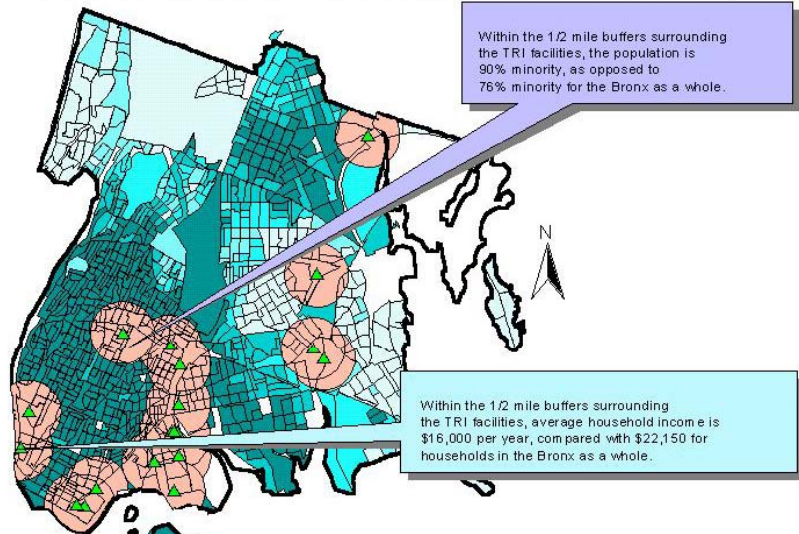 Within the 1/2 mile buffers surrounding
the TRI facilities, the population is
90% minority, as opposed to
76% minority for the Bronx as a whole.
N
Within the 1/2 mile buffers surrounding
the TRI facilities, average household income is
$16,000 per year, compared with $22,150 for
households in the Bronx as a whole.